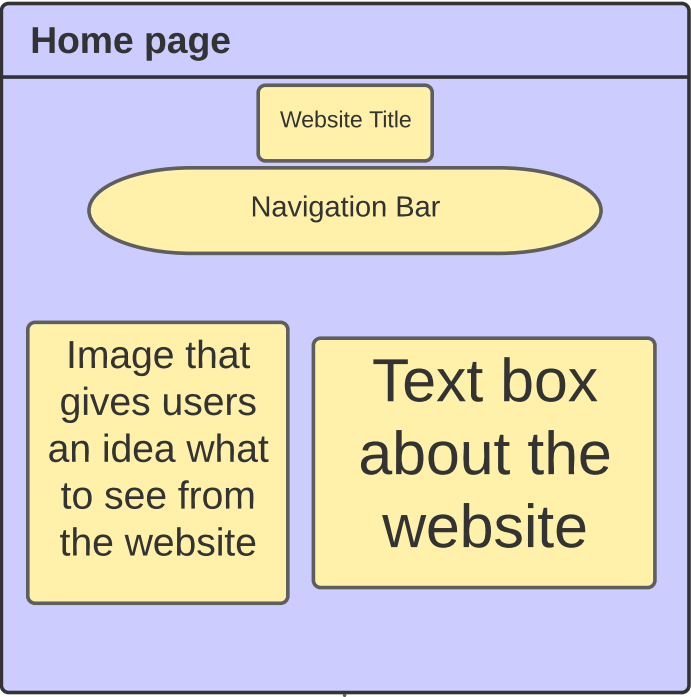 Home page
Website Title
Navigation Bar
Image that
gives users
an idea what
to see from
the website
Text box
about the
website